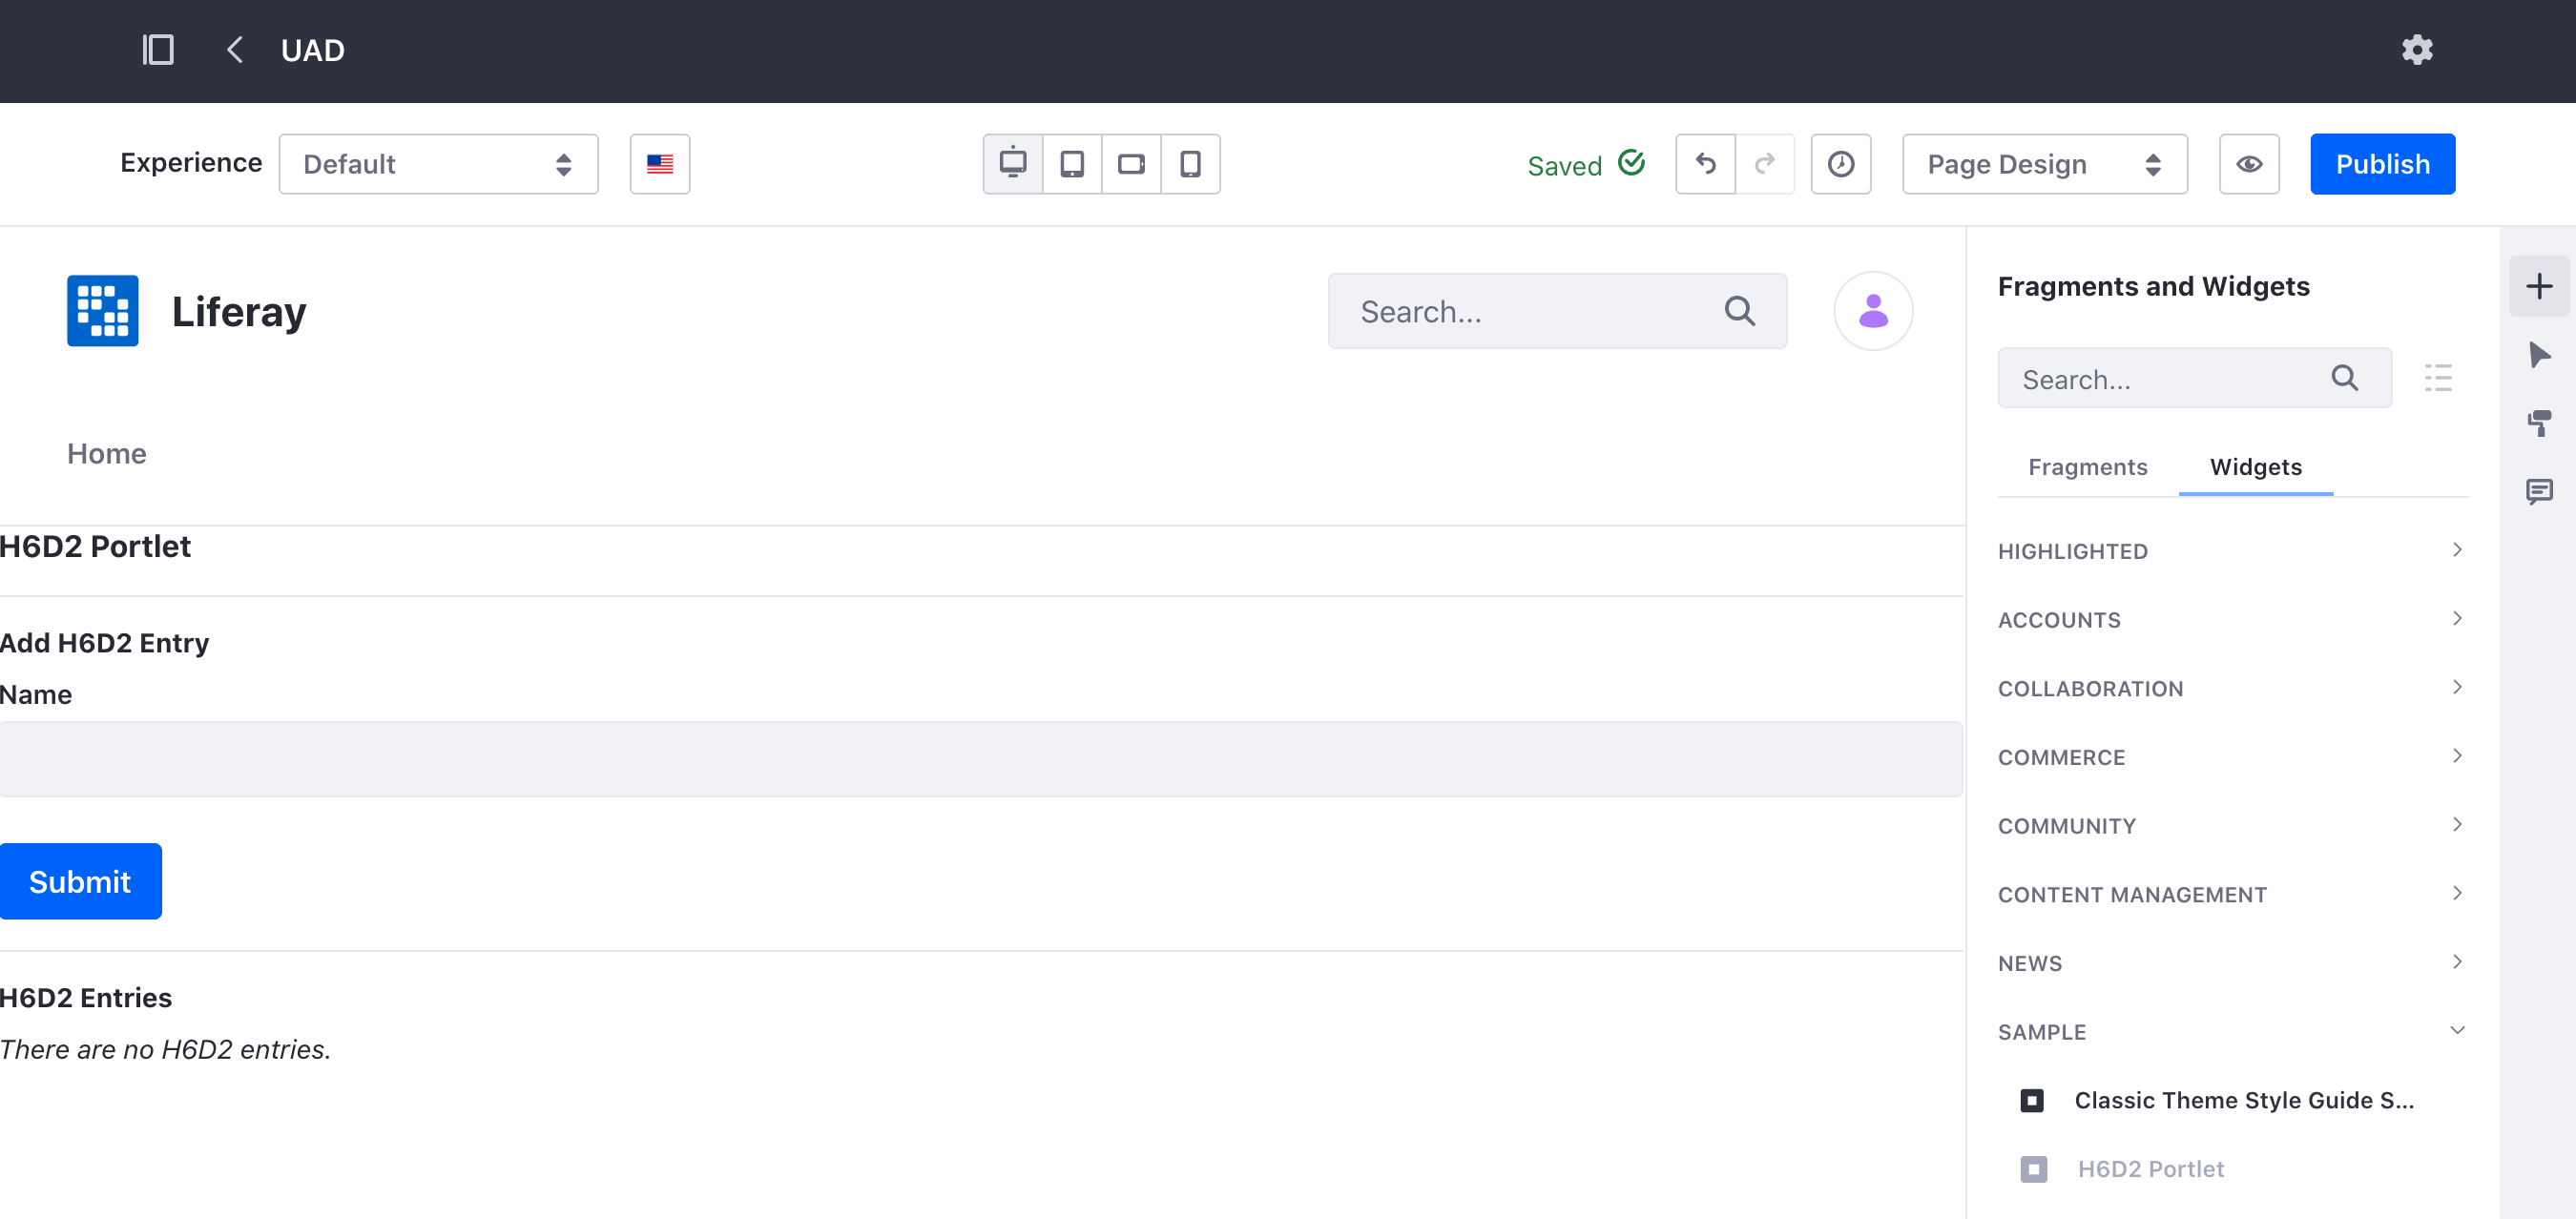 UAD
Experience
Default
Saved
Page Design
Publish
Liferay
Search...
Home
H6D2 Portlet
Add H6D2 Entry
Name
Submit
H6D2 Entries
There are no H6D2 entries.
Fragments and Widgets
Search...
Fragments
Widgets
HIGHLIGHTED
ACCOUNTS
COLLABORATION
COMMERCE
COMMUNITY
CONTENT MANAGEMENT
NEWS
SAMPLE
Classic Theme Style Guide S...
H6D2 Portlet